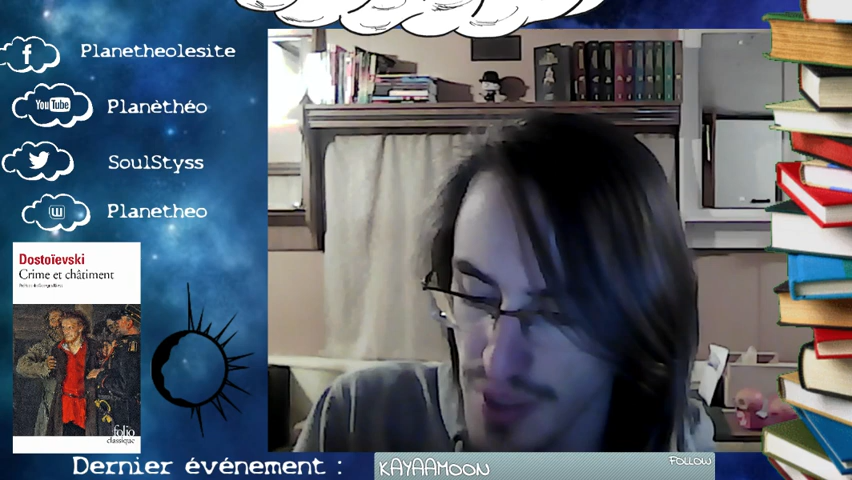 f Planetheolesite
YouTube Planèthéo
SoulStyss
w Planetheo
Dostoïevski
Crime et châtiment
folio
classique
Dernier événement :
KAYAAMOON
FOLLOW